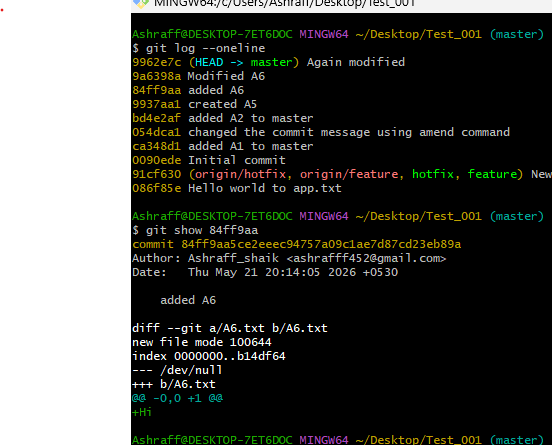 MINGW64:/c/Users/Ashraff/Desktop/Test_001
Ashraff@DESKTOP-7ET6DOC MINGW64 ~/Desktop/Test_001 (master)
$ git log --oneline
9962e7c (HEAD -> master) Again modified
9a6398a Modified A6
84ff9aa added A6
9937aa1 created A5
bd4e2af added A2 to master
054dca1 changed the commit message using amend command
ca348d1 added A1 to master
0090ede Initial commit
91cf630 (origin/hotfix, origin/feature, hotfix, feature) New
086f85e Hello world to app.txt
Ashraff@DESKTOP-7ET6DOC MINGW64 ~/Desktop/Test_001 (master)
$ git show 84ff9aa
commit 84ff9aa5ce2eeec94757a09c1ae7d87cd23eb89a
Author: Ashraff_shaik <ashrafff452@gmail.com>
Date:   Thu May 21 20:14:05 2026 +0530
    added A6
diff --git a/A6.txt b/A6.txt
new file mode 100644
index 0000000..b14df64
--- /dev/null
+++ b/A6.txt
@@ -0,0 +1 @@
+Hi
Ashraff@DESKTOP-7ET6DOC MINGW64 ~/Desktop/Test_001 (master)